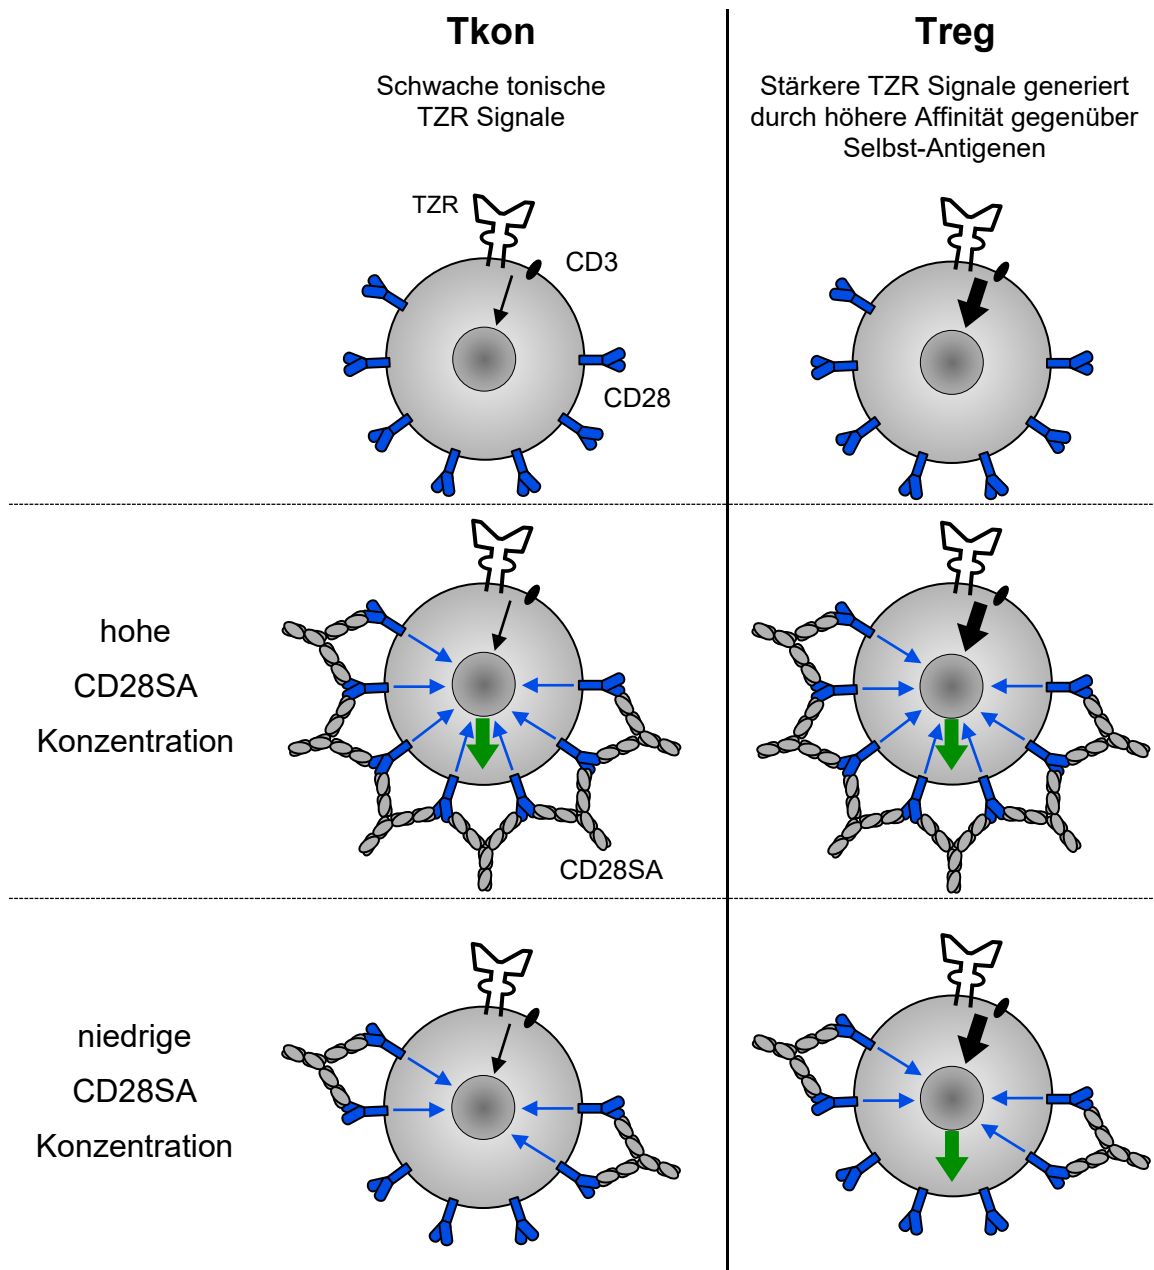 Tkon
Treg
Schwache tonische
TZR Signale
Stärkere TZR Signale generiert
durch höhere Affinität gegenüber
Selbst-Antigenen
TZR
CD3
CD28
hohe
CD28SA
Konzentration
CD28SA
niedrige
CD28SA
Konzentration